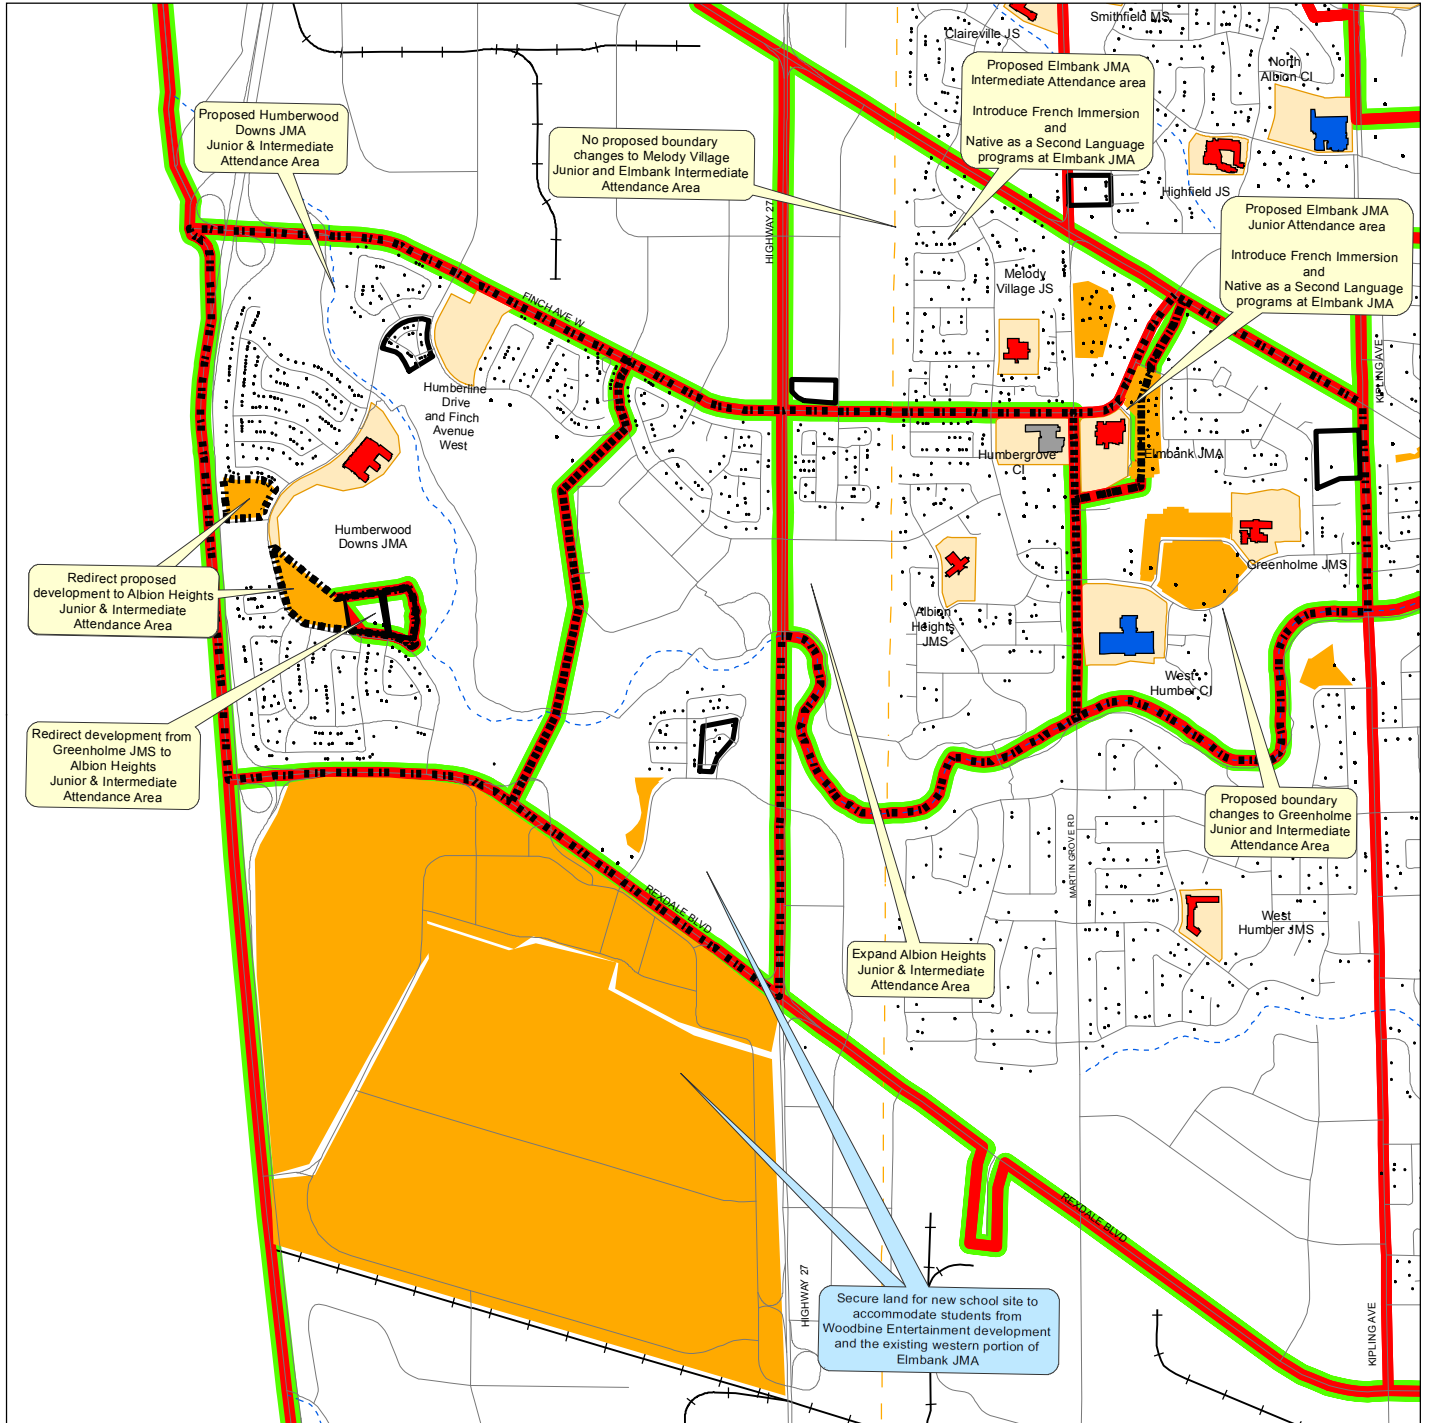 Claireville JS
Smithfield MS
North
Albion CI
Proposed Elmbank JMA
Intermediate Attendance area
Introduce French Immersion
and
Native as a Second Language
programs at Elmbank JMA
Proposed Humberwood
Downs JMA
Junior & Intermediate
Attendance Area
No proposed boundary
changes to Melody Village
Junior and Elmbank Intermediate
Attendance Area
Highfield JS
HIGHWAY 27
Proposed Elmbank JMA
Junior Attendance area
Introduce French Immersion
and
Native as a Second Language
programs at Elmbank JMA
Melody
Village JS
FINCH AVE W
KIPLING AVE
Humberline
Drive
and Finch
Avenue
West
Humbergrove
CI
Elmbank JMA
Humberwood
Downs JMA
Greenholme JMS
Redirect proposed
development to Albion Heights
Junior & Intermediate
Attendance Area
Albion
Heights
JMS
West
Humber CI
Redirect development from
Greenholme JMS to
Albion Heights
Junior & Intermediate
Attendance Area
Proposed boundary
changes to Greenholme
Junior and Intermediate
Attendance Area
MARTIN GROVE RD
REXDALE BLVD
West
Humber JMS
Expand Albion Heights
Junior & Intermediate
Attendance Area
REXDALE BLVD
HIGHWAY 27
Secure land for new school site to
accommodate students from
Woodbine Entertainment development
and the existing western portion of
Elmbank JMA
KIPLING AVE